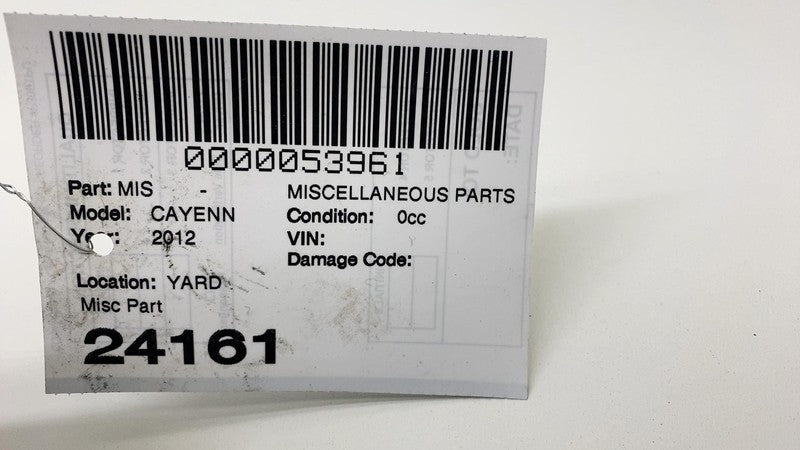 0000053961
Part: MIS - MISCELLANEOUS PARTS
Model: CAYENN Condition: 0cc
Year: 2012 VIN:
Damage Code:
Location: YARD
Misc Part
24161